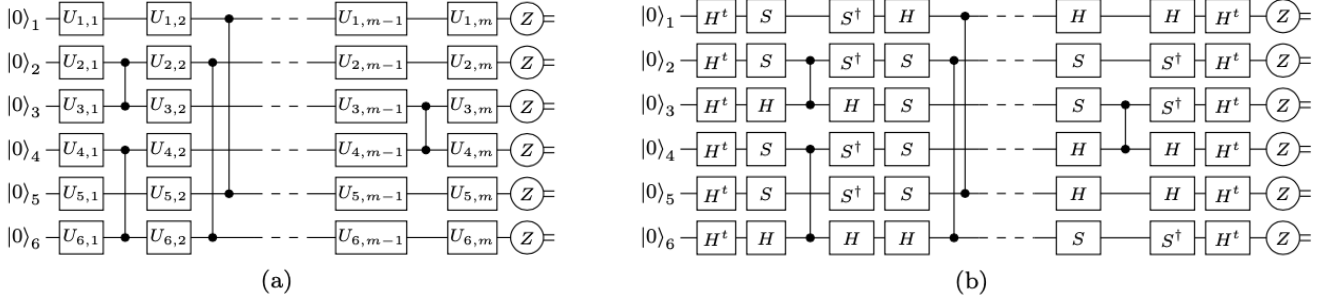 |0⟩₁ U₁,₁ U₁,₂ U₁,ₘ₋₁ U₁,ₘ Z
|0⟩₂ U₂,₁ U₂,₂ U₂,ₘ₋₁ U₂,ₘ Z
|0⟩₃ U₃,₁ U₃,₂ U₃,ₘ₋₁ U₃,ₘ Z
|0⟩₄ U₄,₁ U₄,₂ U₄,ₘ₋₁ U₄,ₘ Z
|0⟩₅ U₅,₁ U₅,₂ U₅,ₘ₋₁ U₅,ₘ Z
|0⟩₆ U₆,₁ U₆,₂ U₆,ₘ₋₁ U₆,ₘ Z
(a)
|0⟩₁ Hᵗ S S† H H H Hᵗ Z
|0⟩₂ Hᵗ S S† S S S† Hᵗ Z
|0⟩₃ Hᵗ H H S S S† Hᵗ Z
|0⟩₄ Hᵗ S S† S H H Hᵗ Z
|0⟩₅ Hᵗ S S† H H H Hᵗ Z
|0⟩₆ Hᵗ H H H S S† Hᵗ Z
(b)